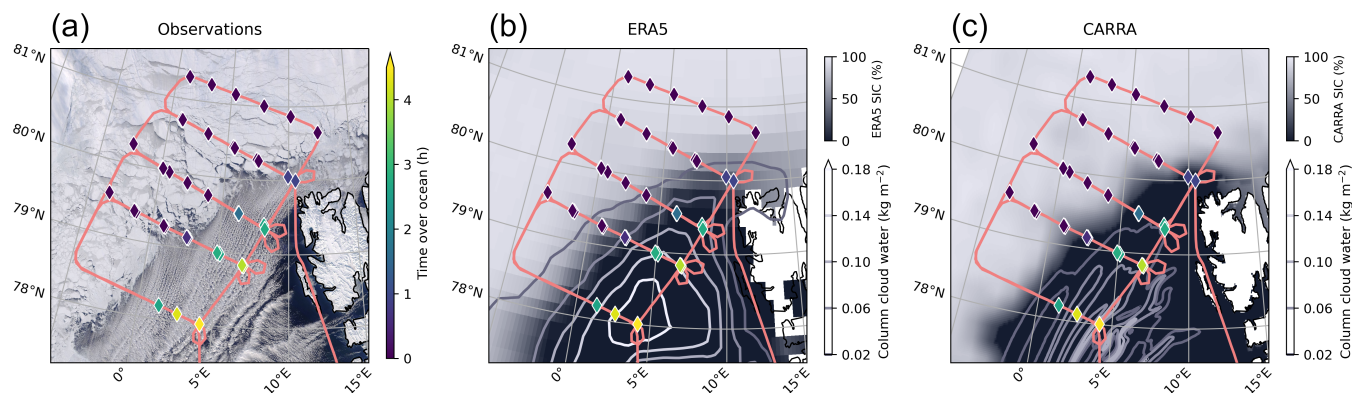 (a) Observations
81°N
80°N
79°N
78°N
0°
5°E
10°E
15°E
4
3
2
1
0
Time over ocean (h)
(b) ERA5
81°N
80°N
79°N
78°N
0°
5°E
10°E
15°E
100
50
0
ERA5 SIC (%)
0.18
0.14
0.10
0.06
0.02
Column cloud water (kg m⁻²)
(c) CARRA
81°N
80°N
79°N
78°N
0°
5°E
10°E
15°E
100
50
0
CARRA SIC (%)
0.18
0.14
0.10
0.06
0.02
Column cloud water (kg m⁻²)